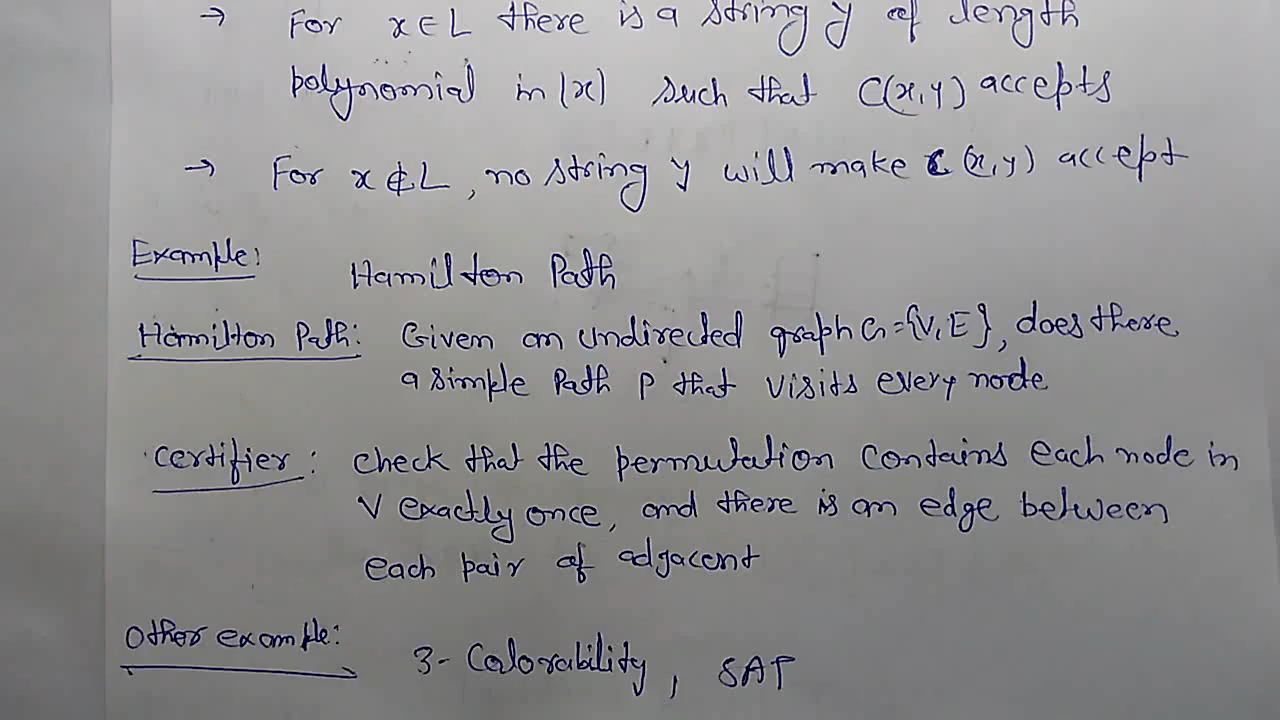 → For x∈L there is a string y of length
polynomial in |x| such that C(x,y) accepts
→ For x∉L, no string y will make C(x,y) accept
Example: Hamilton Path
Hamilton Path: Given an undirected graph G={V,E}, does there
a simple Path P that visits every node
Certifier: check that the permutation contains each node in
V exactly once, and there is an edge between
each pair of adjacent
Other example: 3-Colorability, SAT